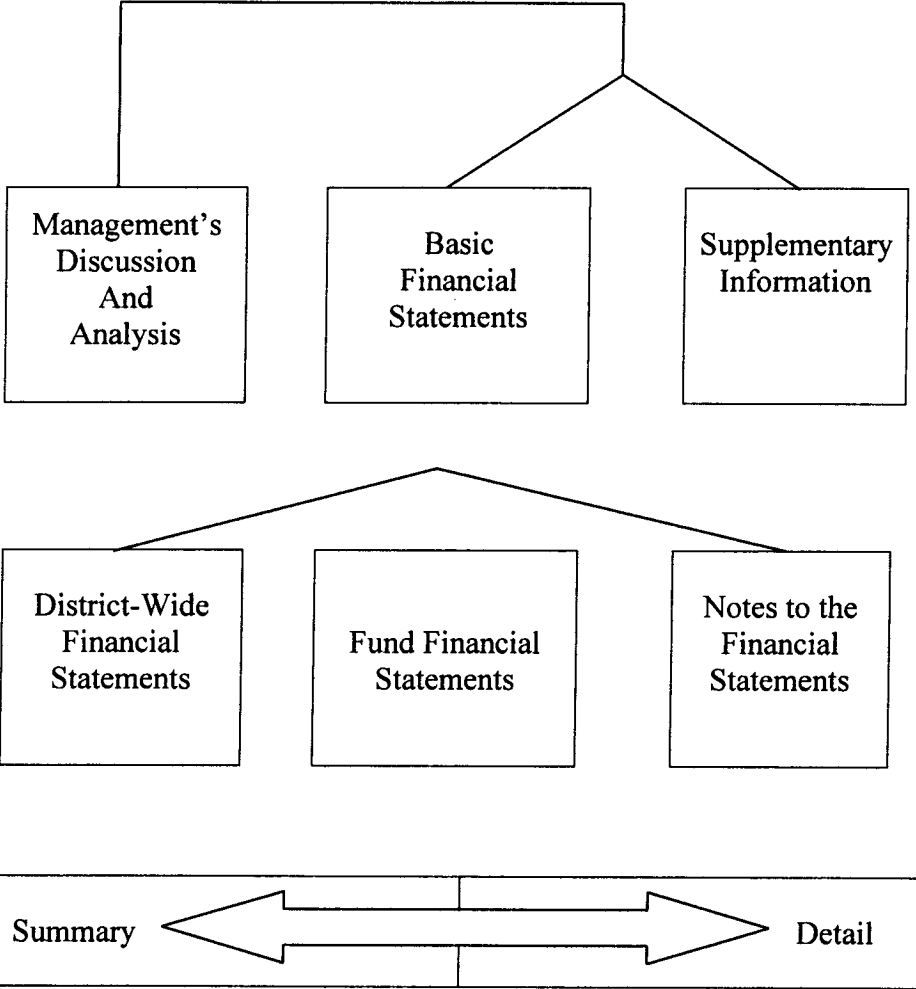 Management's
Discussion
And
Analysis
Basic
Financial
Statements
Supplementary
Information
District-Wide
Financial
Statements
Fund Financial
Statements
Notes to the
Financial
Statements
Summary
Detail